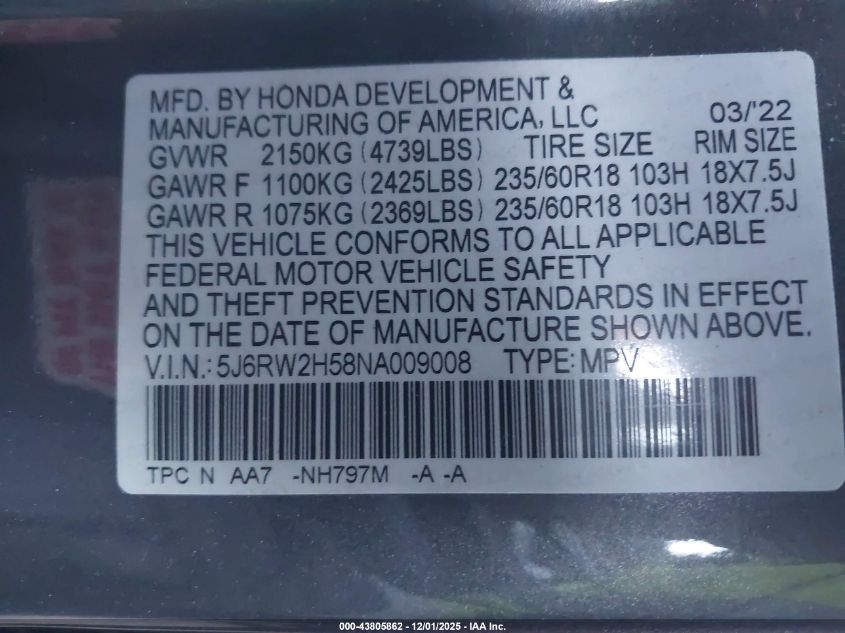 MFD. BY HONDA DEVELOPMENT &
MANUFACTURING OF AMERICA, LLC 03/'22
GVWR 2150KG (4739LBS) TIRE SIZE RIM SIZE
GAWR F 1100KG (2425LBS) 235/60R18 103H 18X7.5J
GAWR R 1075KG (2369LBS) 235/60R18 103H 18X7.5J
THIS VEHICLE CONFORMS TO ALL APPLICABLE
FEDERAL MOTOR VEHICLE SAFETY
AND THEFT PREVENTION STANDARDS IN EFFECT
ON THE DATE OF MANUFACTURE SHOWN ABOVE.
V.I.N.: 5J6RW2H58NA009008 TYPE: MPV
TPC N AA7 -NH797M -A -A
000-43805862 - 12/01/2025 - IAA Inc.